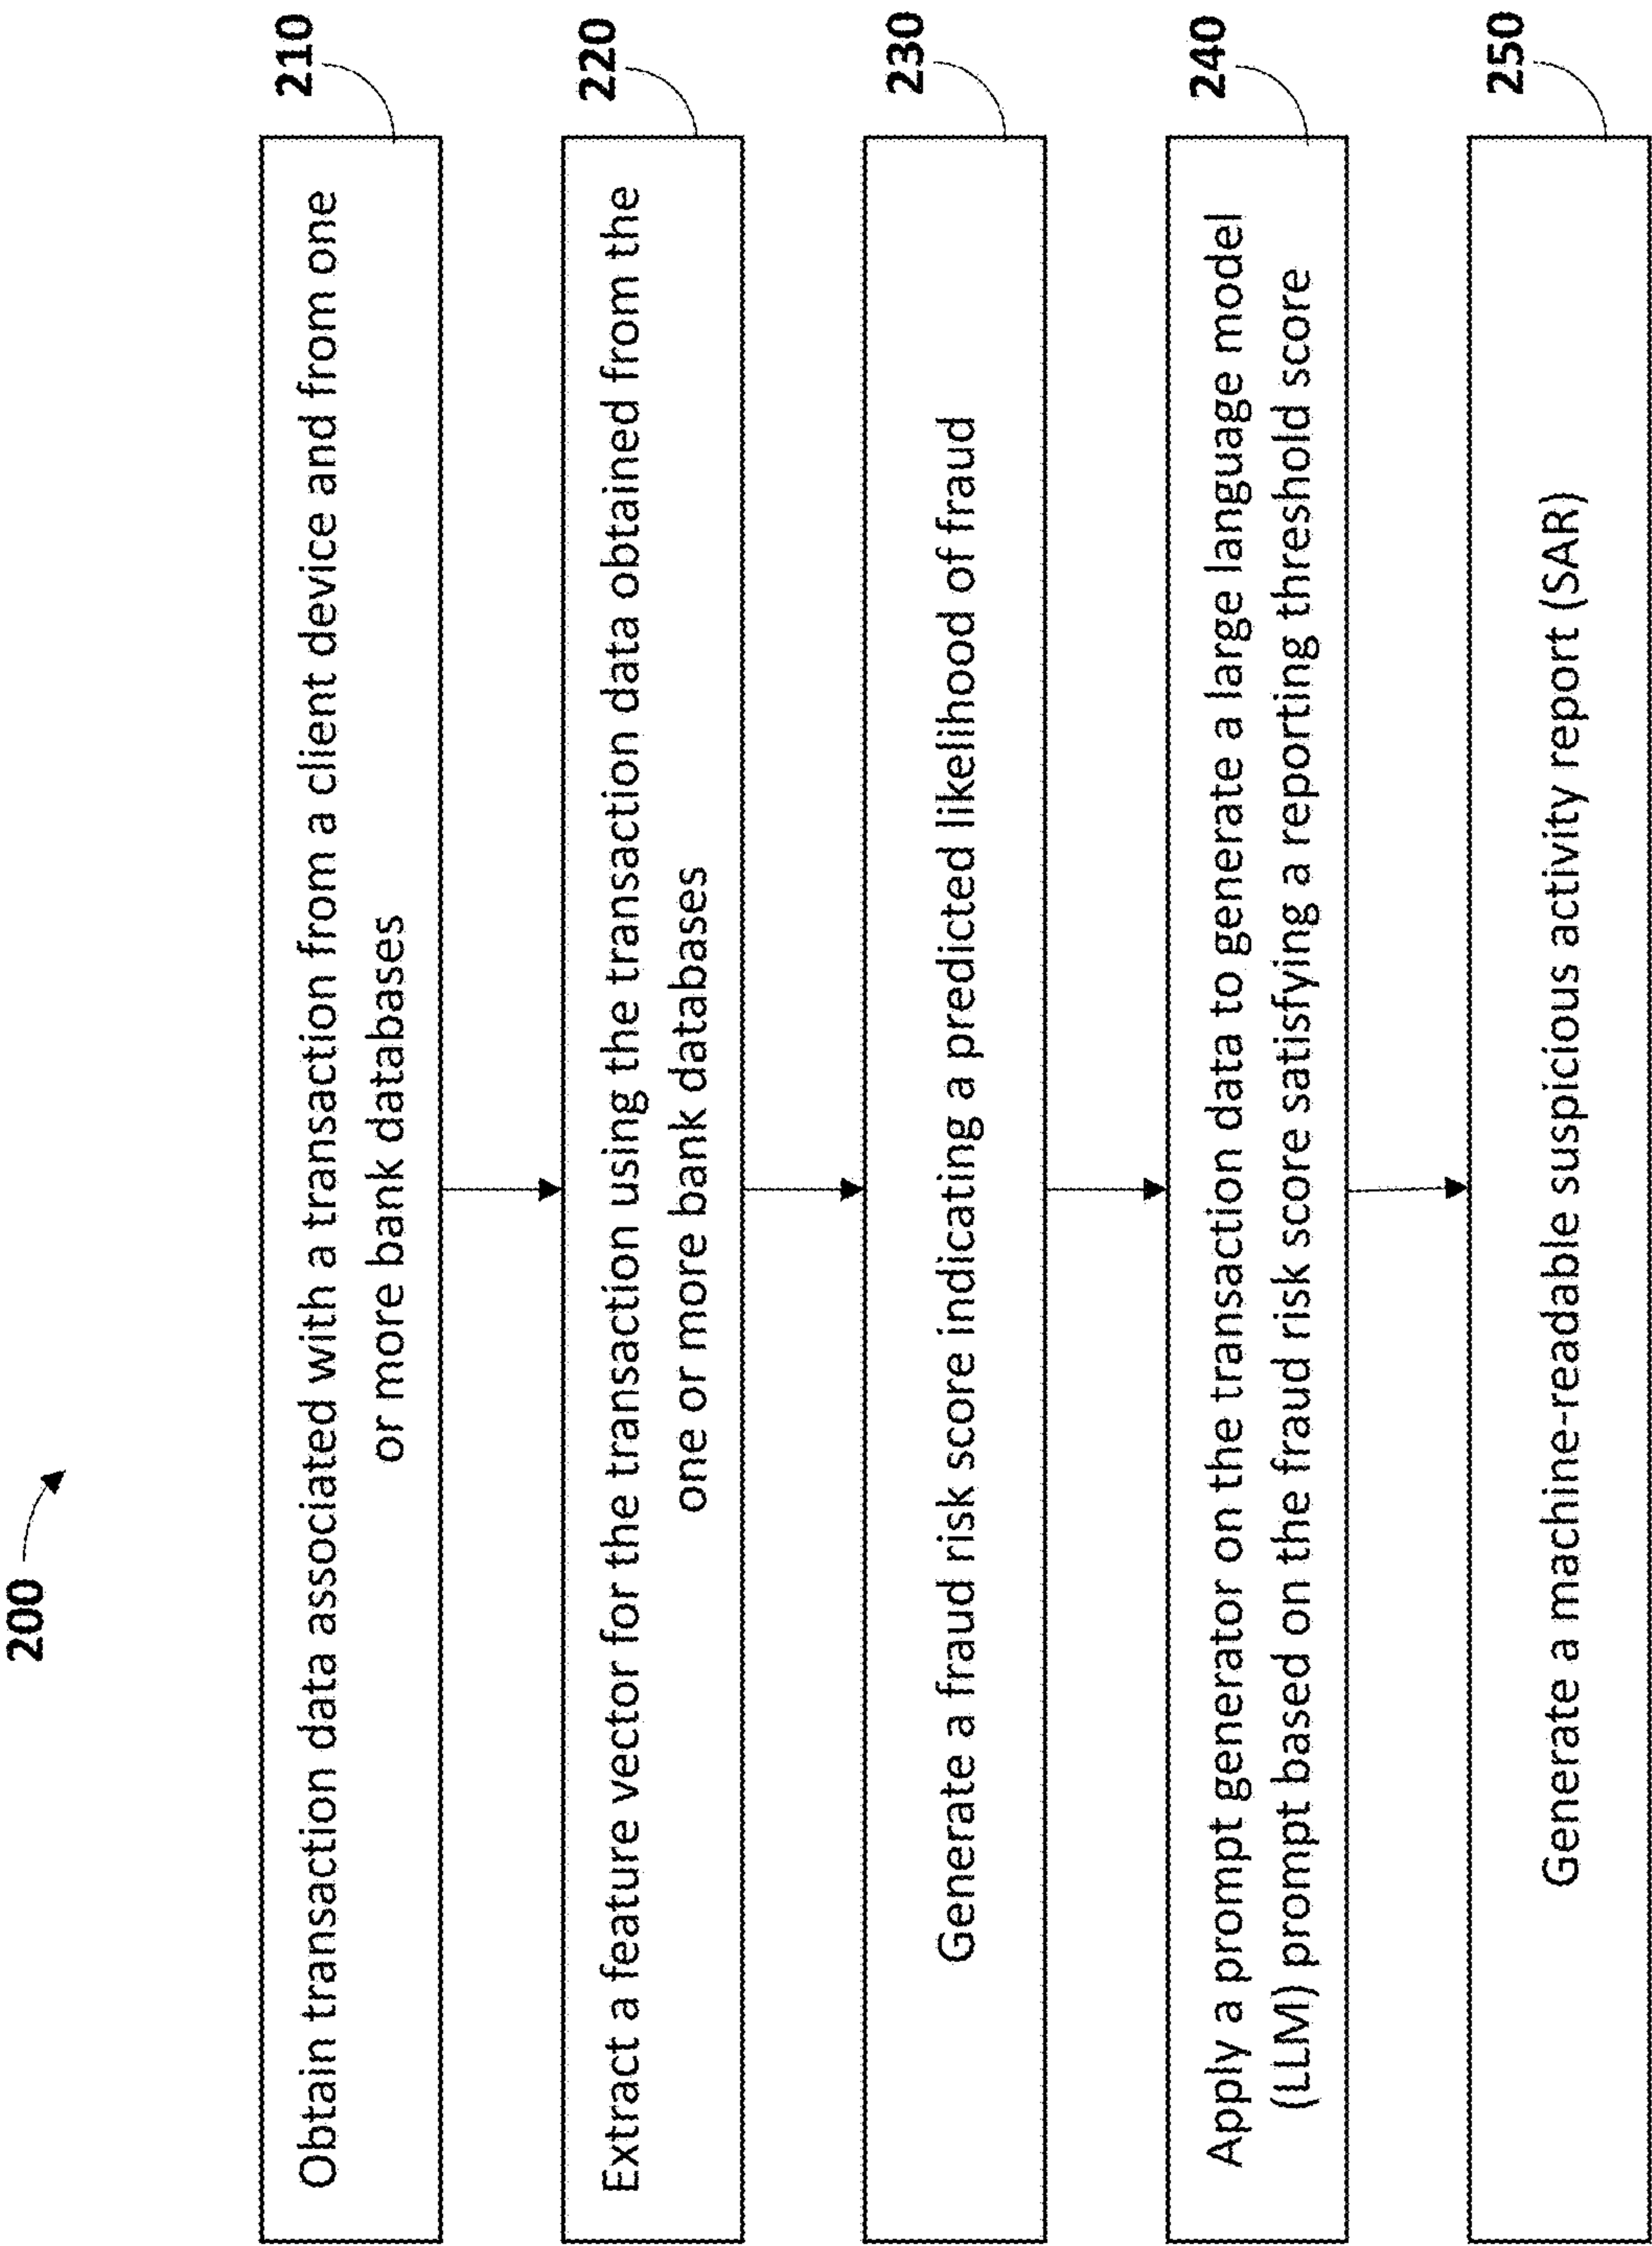 200
210
Obtain transaction data associated with a transaction from a client device and from one
or more bank databases
220
Extract a feature vector for the transaction using the transaction data obtained from the
one or more bank databases
230
Generate a fraud risk score indicating a predicted likelihood of fraud
240
Apply a prompt generator on the transaction data to generate a large language model
(LLM) prompt based on the fraud risk score satisfying a reporting threshold score
250
Generate a machine-readable suspicious activity report (SAR)